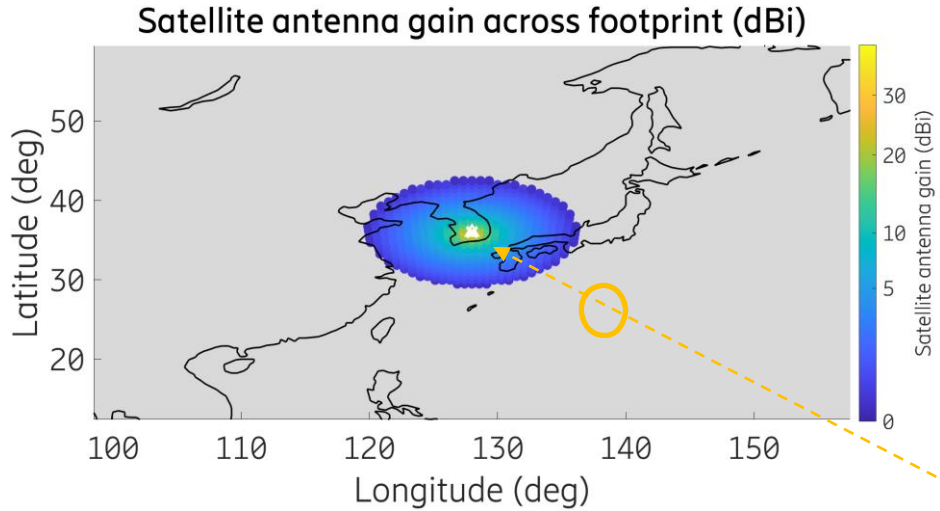 Satellite antenna gain across footprint (dBi)
Latitude (deg)
50
40
30
20
100 110 120 130 140 150
Longitude (deg)
30
20
10
5
0
Satellite antenna gain (dBi)